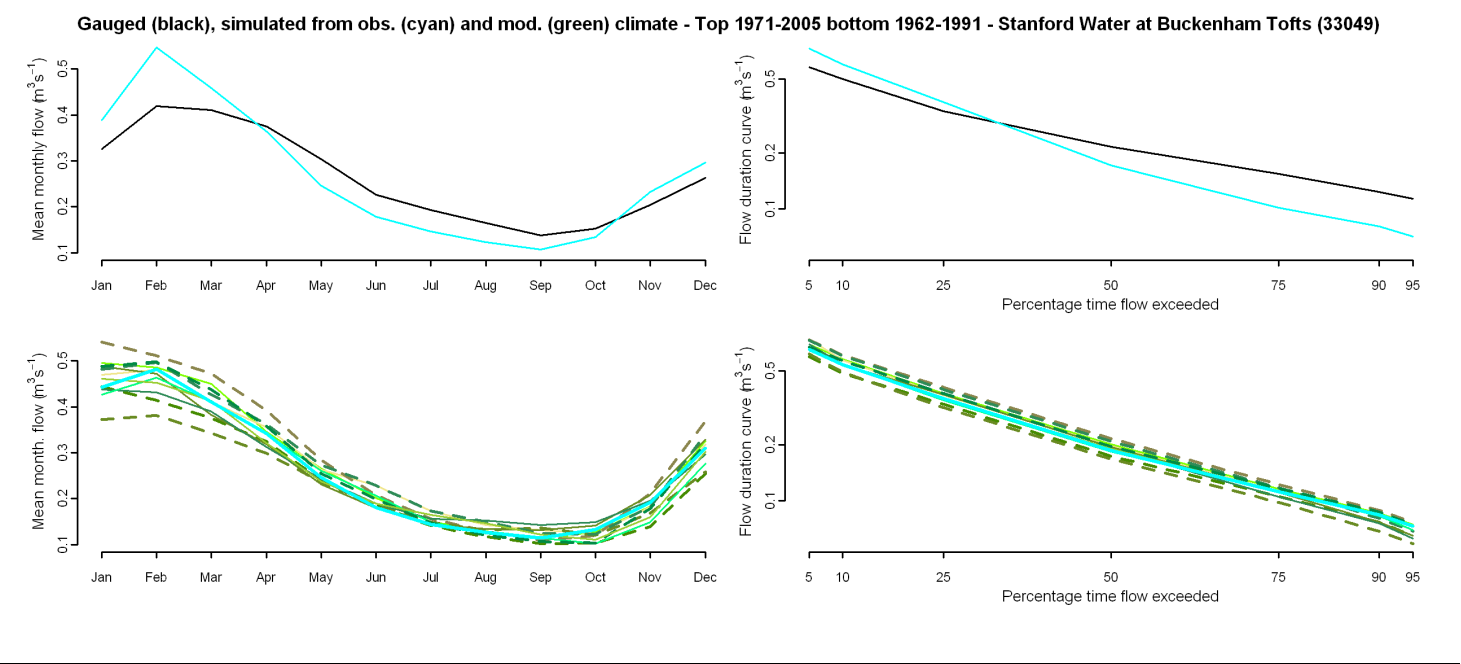 Gauged (black), simulated from obs. (cyan) and mod. (green) climate - Top 1971-2005 bottom 1962-1991 - Stanford Water at Buckenham Tofts (33049)
Mean monthly flow (m³s⁻¹)
0.5
0.4
0.3
0.2
0.1
Jan Feb Mar Apr May Jun Jul Aug Sep Oct Nov Dec
Flow duration curve (m³s⁻¹)
0.5
0.2
0.1
5 10 25 50 75 90 95
Percentage time flow exceeded
Mean month. flow (m³s⁻¹)
0.5
0.4
0.3
0.2
0.1
Jan Feb Mar Apr May Jun Jul Aug Sep Oct Nov Dec
Flow duration curve (m³s⁻¹)
0.5
0.2
0.1
5 10 25 50 75 90 95
Percentage time flow exceeded